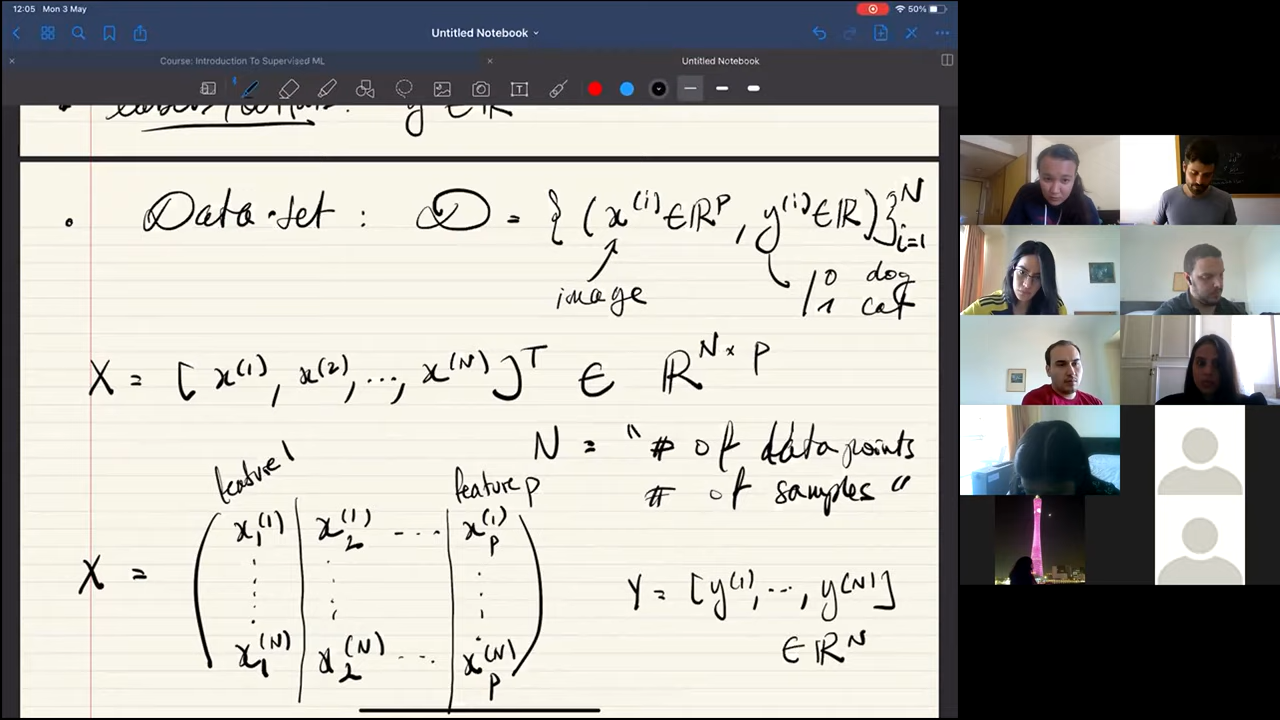 12:05 Mon 3 May
50%
Untitled Notebook
Course: Introduction To Supervised ML
Untitled Notebook
y ∈ ℝ
• Data-set : 𝒟 = { ( x^(i) ∈ ℝ^p , y^(i) ∈ ℝ ) }_{i=1}^N
image
0 dog
1 cat
X = [ x^(1) , x^(2) , ... , x^(N) ]^T ∈ ℝ^{N × p}
N = " # of data points
# of samples "
feature 1 feature p
X = ( x_1^(1) | x_2^(1) ... | x_p^(1)
x_1^(N) | x_2^(N) ... | x_p^(N) )
Y = [ y^(1) , ... , y^(N) ]
∈ ℝ^N